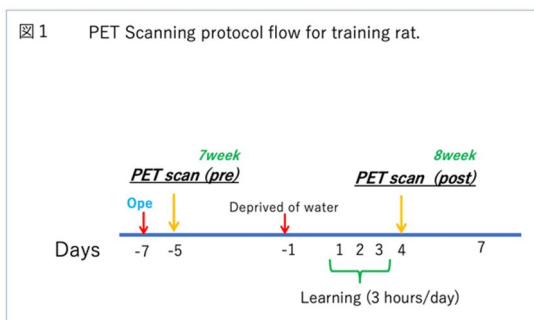 図1 PET Scanning protocol flow for training rat.
7week
8week
PET scan (pre)
PET scan (post)
Ope
Deprived of water
Days -7 -5 -1 1 2 3 4 7
Learning (3 hours/day)